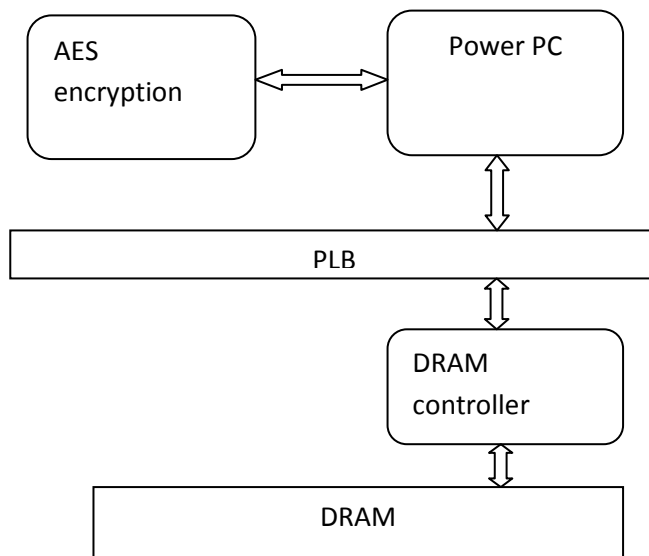 AES
encryption
Power PC
PLB
DRAM
controller
DRAM